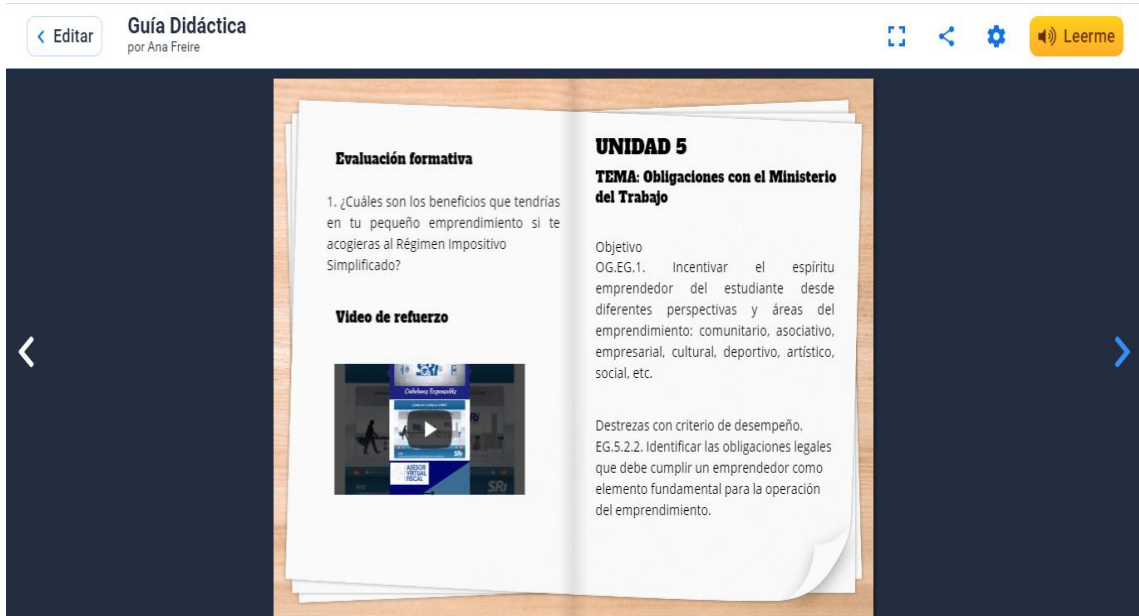 Editar
Guía Didáctica
por Ana Freire
Leerme
Evaluación formativa
1. ¿Cuáles son los beneficios que tendrías
en tu pequeño emprendimiento si te
acogieras al Régimen Impositivo
Simplificado?
Video de refuerzo
SRi
Ciudadanos Responsables
SRi
ASESOR
VIRTUAL
FISCAL
SRi
UNIDAD 5
TEMA: Obligaciones con el Ministerio
del Trabajo
Objetivo
OG.EG.1. Incentivar el espíritu
emprendedor del estudiante desde
diferentes perspectivas y áreas del
emprendimiento: comunitario, asociativo,
empresarial, cultural, deportivo, artístico,
social, etc.
Destrezas con criterio de desempeño.
EG.5.2.2. Identificar las obligaciones legales
que debe cumplir un emprendedor como
elemento fundamental para la operación
del emprendimiento.